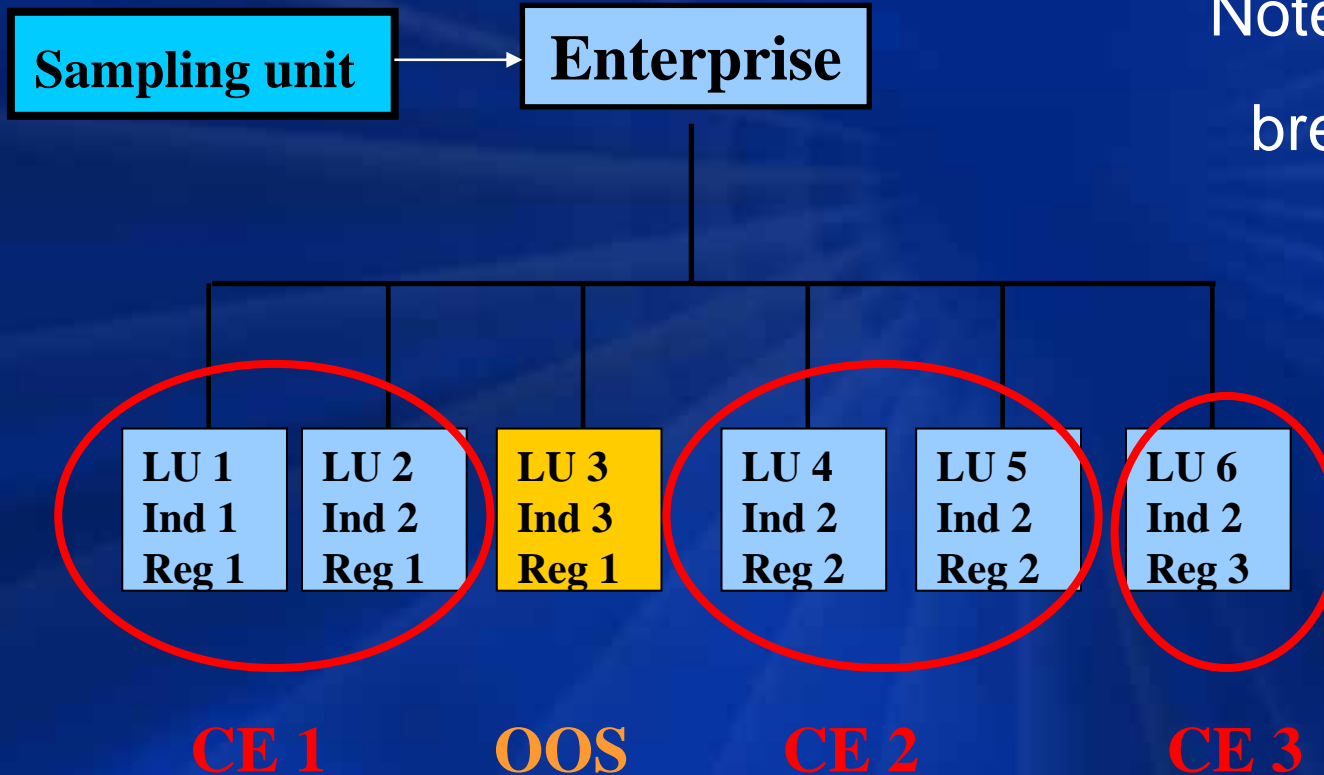 Sampling unit
Enterprise
Note
bre
LU 1
Ind 1
Reg 1
LU 2
Ind 2
Reg 1
LU 3
Ind 3
Reg 1
LU 4
Ind 2
Reg 2
LU 5
Ind 2
Reg 2
LU 6
Ind 2
Reg 3
CE 1
OOS
CE 2
CE 3